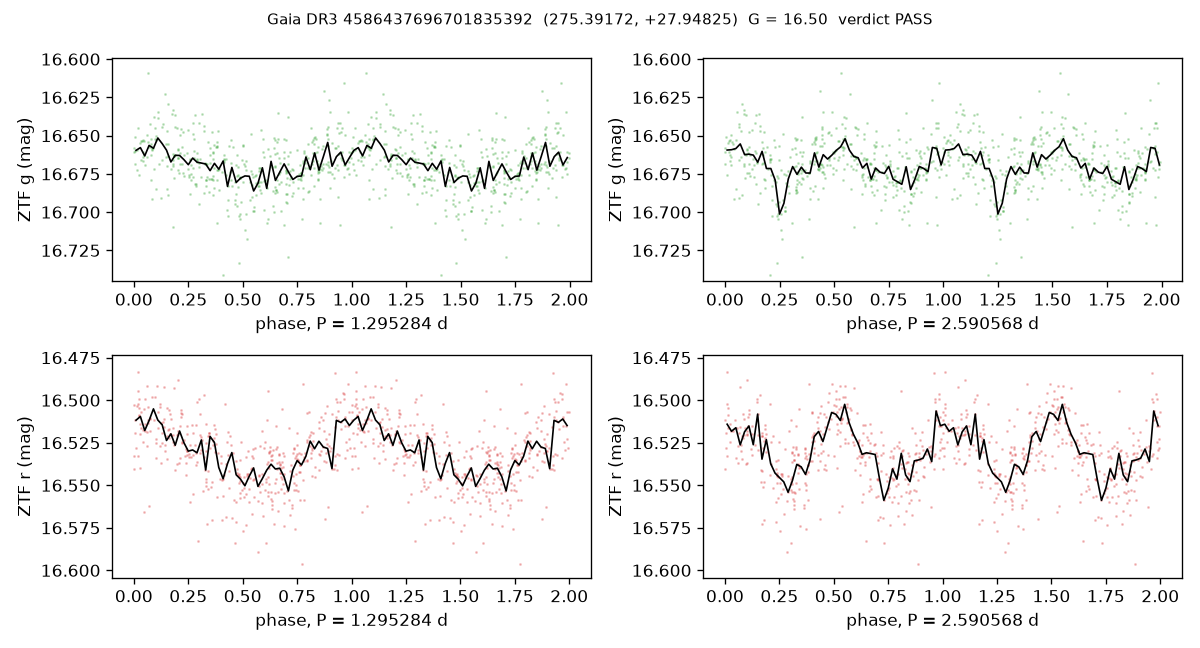 Gaia DR3 4586437696701835392 (275.39172, +27.94825) G = 16.50 verdict PASS
ZTF g (mag)
16.600
16.625
16.650
16.675
16.700
16.725
0.00 0.25 0.50 0.75 1.00 1.25 1.50 1.75 2.00
phase, P = 1.295284 d
ZTF g (mag)
16.600
16.625
16.650
16.675
16.700
16.725
0.00 0.25 0.50 0.75 1.00 1.25 1.50 1.75 2.00
phase, P = 2.590568 d
ZTF r (mag)
16.475
16.500
16.525
16.550
16.575
16.600
0.00 0.25 0.50 0.75 1.00 1.25 1.50 1.75 2.00
phase, P = 1.295284 d
ZTF r (mag)
16.475
16.500
16.525
16.550
16.575
16.600
0.00 0.25 0.50 0.75 1.00 1.25 1.50 1.75 2.00
phase, P = 2.590568 d